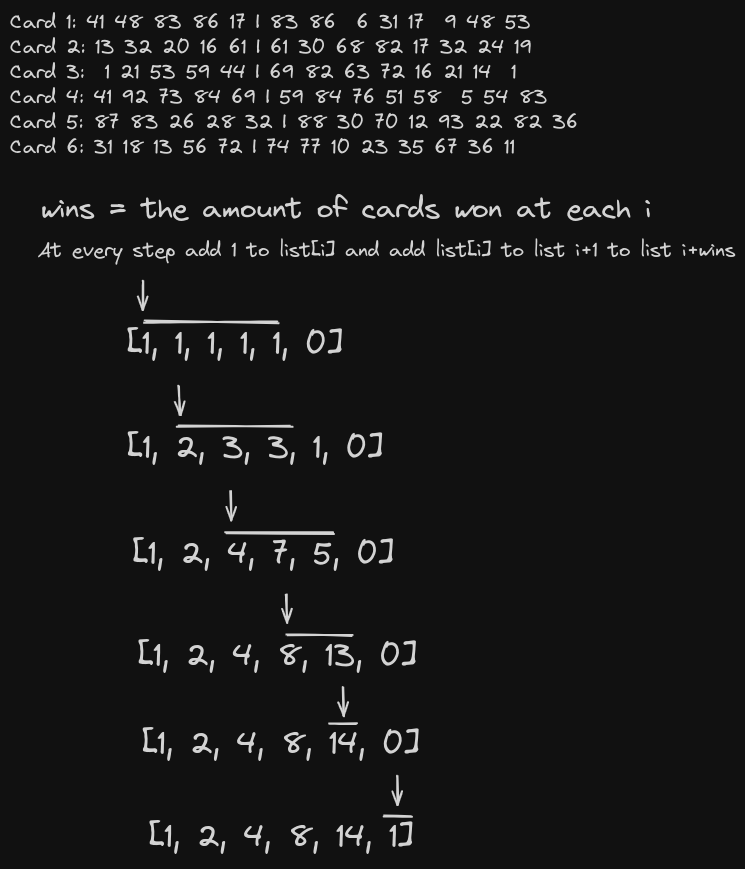 Card 1: 41 48 83 86 17 | 83 86 6 31 17 9 48 53
Card 2: 13 32 20 16 61 | 61 30 68 82 17 32 24 19
Card 3: 1 21 53 59 44 | 69 82 63 72 16 21 14 1
Card 4: 41 92 73 84 69 | 59 84 76 51 58 5 54 83
Card 5: 87 83 26 28 32 | 88 30 70 12 93 22 82 36
Card 6: 31 18 13 56 72 | 74 77 10 23 35 67 36 11
wins = the amount of cards won at each i
At every step add 1 to list[i] and add list[i] to list i+1 to list i+wins
[1, 1, 1, 1, 1, 0]
[1, 2, 3, 3, 1, 0]
[1, 2, 4, 7, 5, 0]
[1, 2, 4, 8, 13, 0]
[1, 2, 4, 8, 14, 0]
[1, 2, 4, 8, 14, 1]